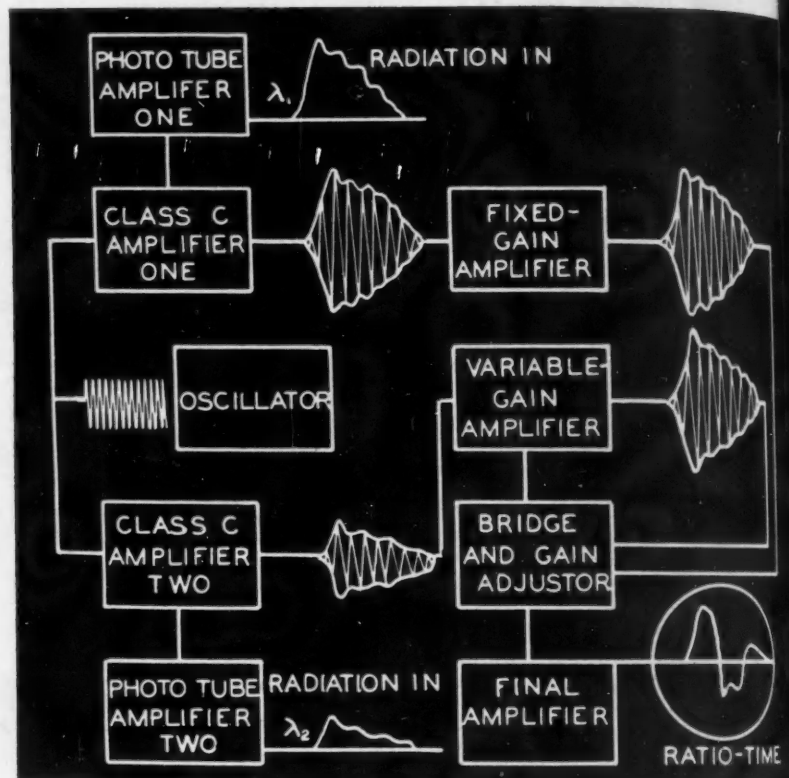 PHOTO TUBE
AMPLIFER
ONE
λ₁
RADIATION IN
CLASS C
AMPLIFIER
ONE
FIXED-
GAIN
AMPLIFIER
OSCILLATOR
VARIABLE-
GAIN
AMPLIFIER
CLASS C
AMPLIFIER
TWO
BRIDGE
AND GAIN
ADJUSTOR
PHOTO TUBE
AMPLIFIER
TWO
RADIATION IN
λ₂
FINAL
AMPLIFIER
RATIO-TIME